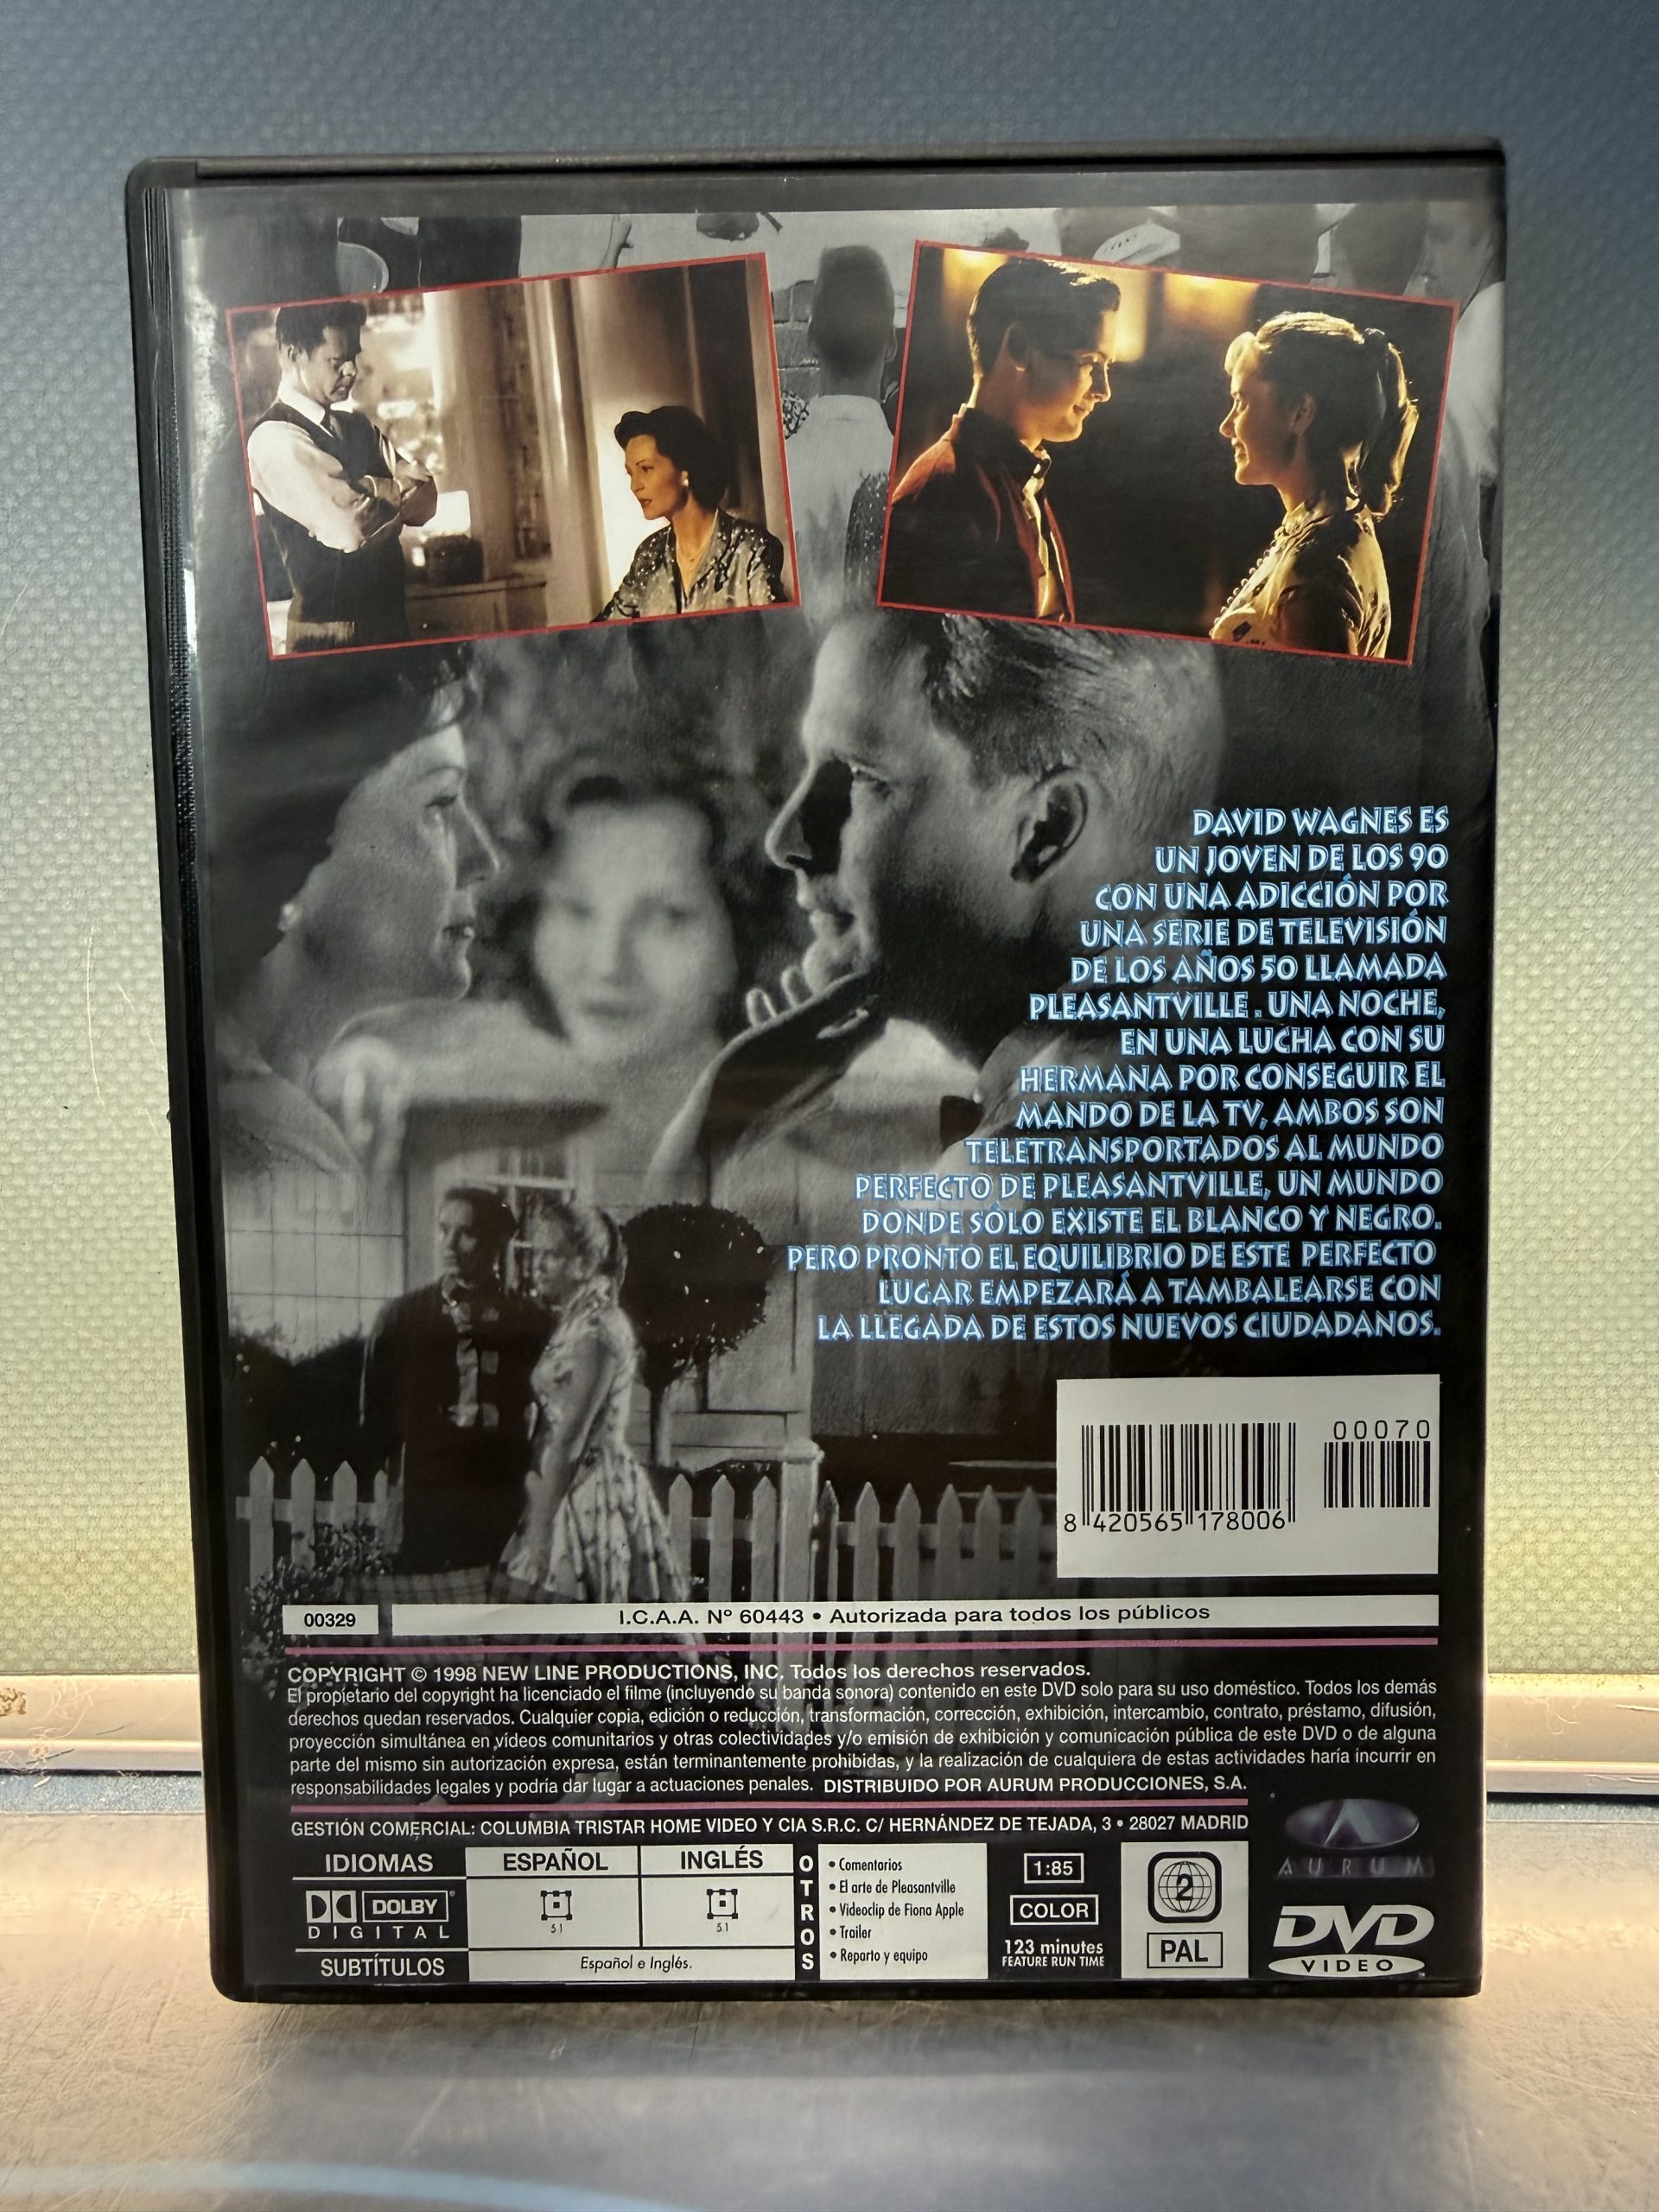 DAVID WAGNES ES
UN JOVEN DE LOS 90
CON UNA ADICCIÓN POR
UNA SERIE DE TELEVISIÓN
DE LOS AÑOS 50 LLAMADA
PLEASANTVILLE. UNA NOCHE,
EN UNA LUCHA CON SU
HERMANA POR CONSEGUIR EL
MANDO DE LA TV, AMBOS SON
TELETRANSPORTADOS AL MUNDO
PERFECTO DE PLEASANTVILLE, UN MUNDO
DONDE SÓLO EXISTE EL BLANCO Y NEGRO.
PERO PRONTO EL EQUILIBRIO DE ESTE PERFECTO
LUGAR EMPEZARÁ A TAMBALEARSE CON
LA LLEGADA DE ESTOS NUEVOS CIUDADANOS.
00070
8 420565 178006
00329
I.C.A.A. Nº 60443 • Autorizada para todos los públicos
COPYRIGHT © 1998 NEW LINE PRODUCTIONS, INC. Todos los derechos reservados.
El propietario del copyright ha licenciado el filme (incluyendo su banda sonora) contenido en este DVD solo para su uso doméstico. Todos los demás
derechos quedan reservados. Cualquier copia, edición o reducción, transformación, corrección, exhibición, intercambio, contrato, préstamo, difusión,
proyección simultánea en vídeos comunitarios y otras colectividades y/o emisión de exhibición y comunicación pública de este DVD o de alguna
parte del mismo sin autorización expresa, están terminantemente prohibidas, y la realización de cualquiera de estas actividades haría incurrir en
responsabilidades legales y podría dar lugar a actuaciones penales. DISTRIBUIDO POR AURUM PRODUCCIONES, S.A.
GESTIÓN COMERCIAL: COLUMBIA TRISTAR HOME VIDEO Y CIA S.R.C. C/ HERNÁNDEZ DE TEJADA, 3 • 28027 MADRID
AURUM
IDIOMAS
ESPAÑOL
INGLÉS
DOLBY
DIGITAL
5.1
5.1
SUBTÍTULOS
Español e Inglés.
OTROS
• Comentarios
• El arte de Pleasantville
• Videoclip de Fiona Apple
• Trailer
• Reparto y equipo
1:85
COLOR
123 minutes
FEATURE RUN TIME
2
PAL
DVD
VIDEO